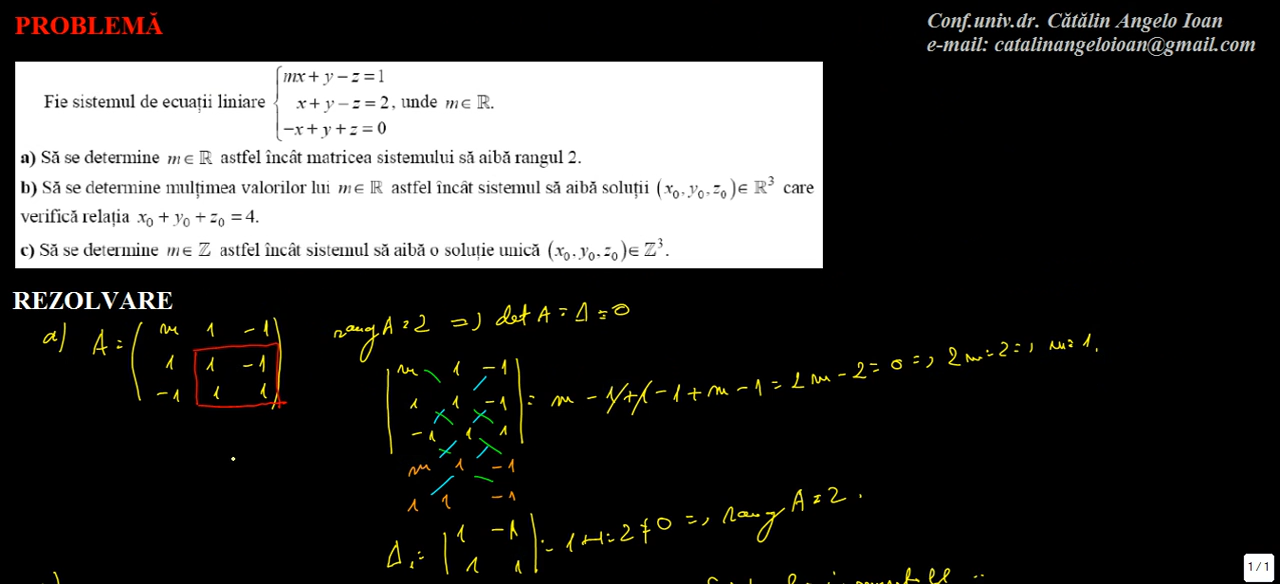 PROBLEMĂ
Conf.univ.dr. Cătălin Angelo Ioan
e-mail: catalinangeloioan@gmail.com
Fie sistemul de ecuații liniare { mx + y − z = 1
x + y − z = 2 , unde m ∈ ℝ.
−x + y + z = 0
a) Să se determine m ∈ ℝ astfel încât matricea sistemului să aibă rangul 2.
b) Să se determine mulțimea valorilor lui m ∈ ℝ astfel încât sistemul să aibă soluții (x₀, y₀, z₀) ∈ ℝ³ care
verifică relația x₀ + y₀ + z₀ = 4.
c) Să se determine m ∈ ℤ astfel încât sistemul să aibă o soluție unică (x₀, y₀, z₀) ∈ ℤ³.
REZOLVARE
a) A = ( m 1 −1
1 1 −1
−1 1 1 )
rang A = 2 => det A = Δ = 0
| m 1 −1
1 1 −1
−1 1 1 | = m − 1 + 1 − 1 + m − 1 = 2m − 2 = 0 => 2m = 2 => m = 1.
m 1 −1
1 1 −1
Δ₁ = | 1 −1
1 1 | = 1+1 = 2 ≠ 0 => rang A = 2.
1/1